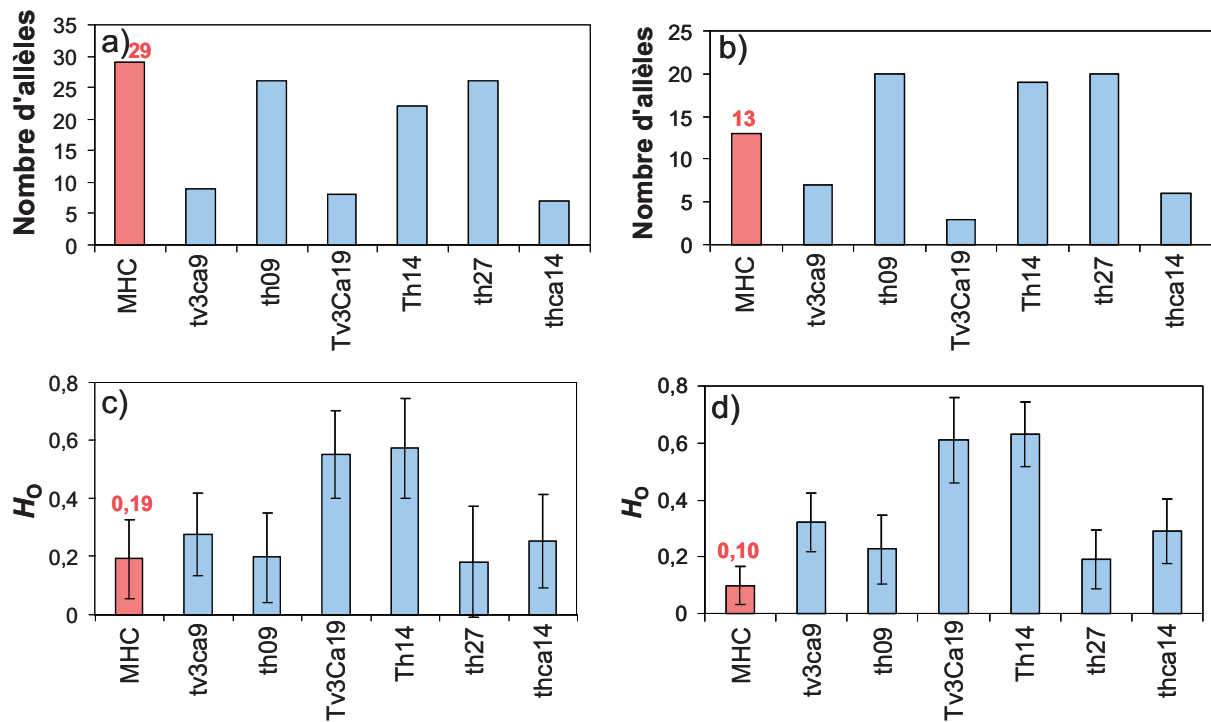 a)
Nombre d'allèles
35
30
25
20
15
10
5
0
29
MHC
tv3ca9
th09
Tv3Ca19
Th14
th27
thca14
b)
Nombre d'allèles
25
20
15
10
5
0
13
MHC
tv3ca9
th09
Tv3Ca19
Th14
th27
thca14
c)
HO
0,8
0,6
0,4
0,2
0
0,19
MHC
tv3ca9
th09
Tv3Ca19
Th14
th27
thca14
d)
HO
0,8
0,6
0,4
0,2
0
0,10
MHC
tv3ca9
th09
Tv3Ca19
Th14
th27
thca14